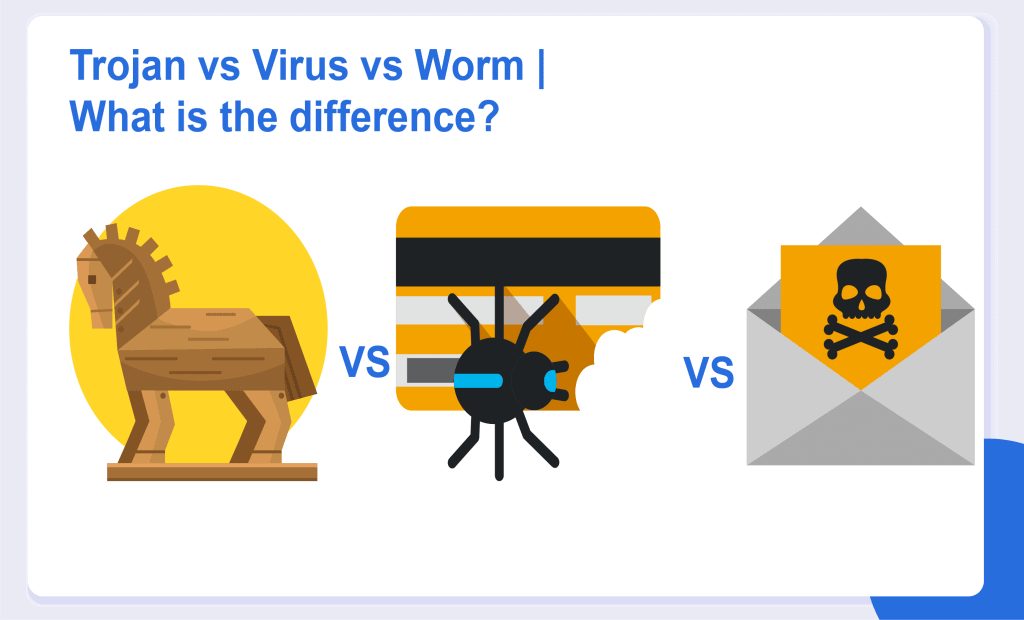 Trojan vs Virus vs Worm |
What is the difference?
VS
VS